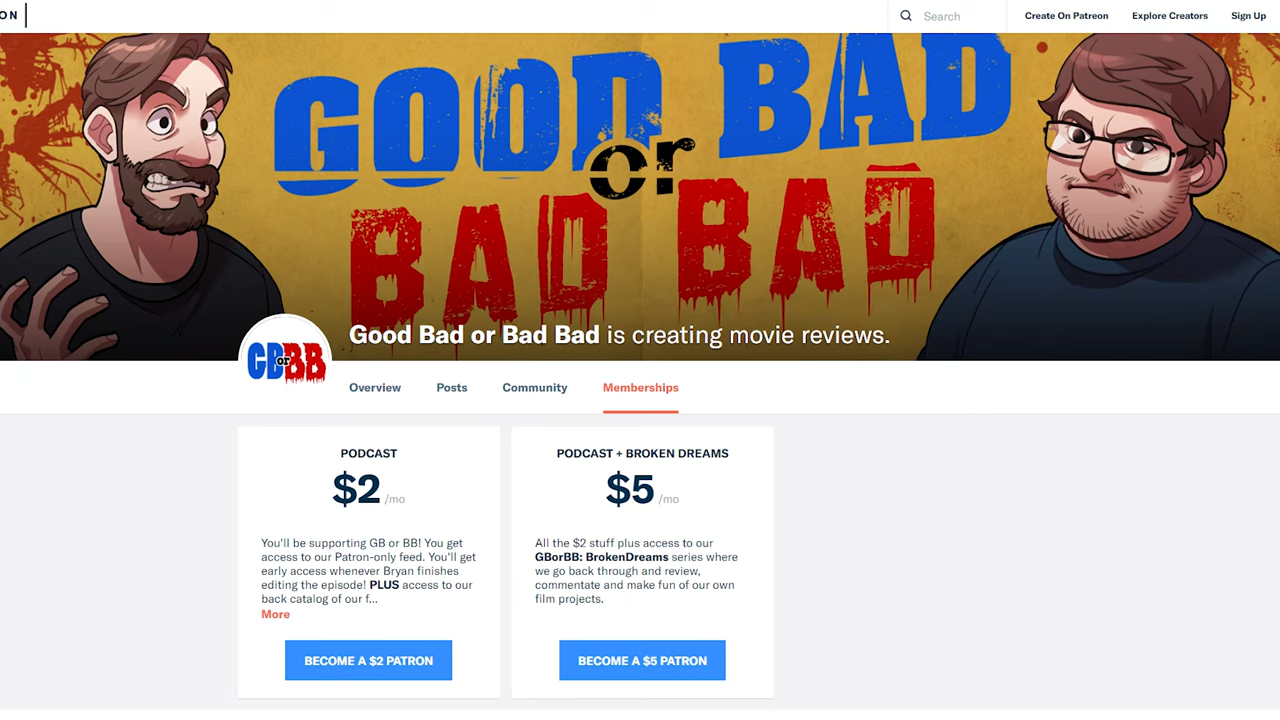 ON
Search
Create On Patreon
Explore Creators
Sign Up
GOOD BAD
or
BAD BAD
Good Bad or Bad Bad is creating movie reviews.
GB or BB
Overview
Posts
Community
Memberships
PODCAST
$2 /mo
You'll be supporting GB or BB! You get
access to our Patron-only feed. You'll get
early access whenever Bryan finishes
editing the episode! PLUS access to our
back catalog of our f...
More
BECOME A $2 PATRON
PODCAST + BROKEN DREAMS
$5 /mo
All the $2 stuff plus access to our
GBorBB: BrokenDreams series where
we go back through and review,
commentate and make fun of our own
film projects.
BECOME A $5 PATRON